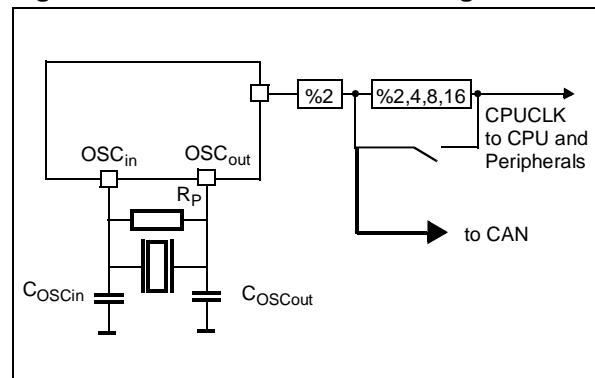 %2
%2,4,8,16
CPUCLK
to CPU and
Peripherals
OSCin
OSCout
RP
to CAN
COSCin
COSCout